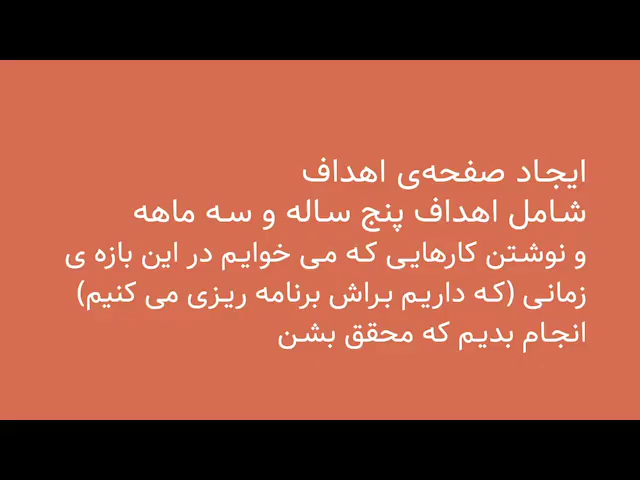 ایجاد صفحه‌ی اهداف
شامل اهداف پنج ساله و سه ماهه
و نوشتن کارهایی که می خوایم در این بازه ی
زمانی (که داریم براش برنامه ریزی می کنیم)
انجام بدیم که محقق بشن